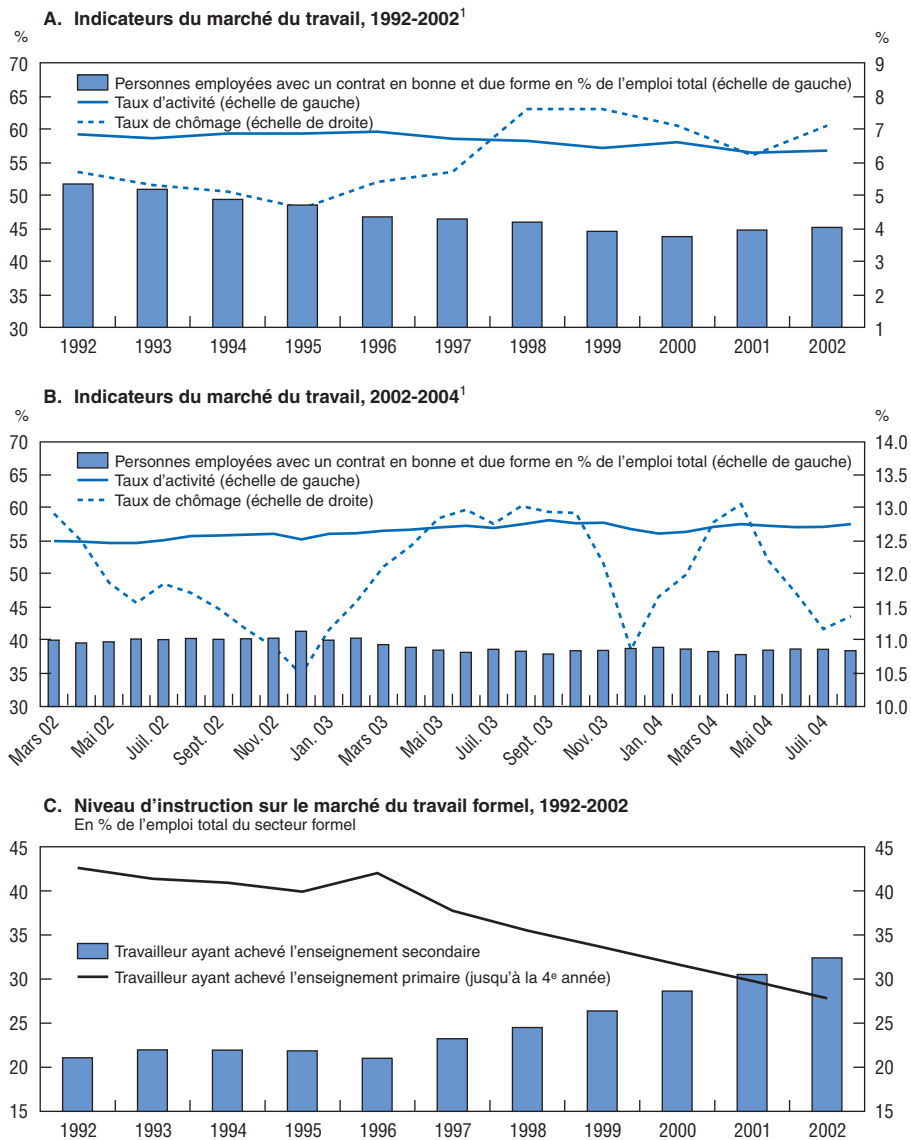 A. Indicateurs du marché du travail, 1992-2002¹
% %
70 9
Personnes employées avec un contrat en bonne et due forme en % de l'emploi total (échelle de gauche)
65 8
Taux d'activité (échelle de gauche)
Taux de chômage (échelle de droite)
60 7
55 6
50 5
45 4
40 3
35 2
30 1
1992 1993 1994 1995 1996 1997 1998 1999 2000 2001 2002
B. Indicateurs du marché du travail, 2002-2004¹
% %
70 14.0
Personnes employées avec un contrat en bonne et due forme en % de l'emploi total (échelle de gauche)
65 13.5
Taux d'activité (échelle de gauche)
Taux de chômage (échelle de droite)
60 13.0
55 12.5
50 12.0
45 11.5
40 11.0
35 10.5
30 10.0
Mars 02 Mai 02 Juil. 02 Sept. 02 Nov. 02 Jan. 03 Mars 03 Mai 03 Juil. 03 Sept. 03 Nov. 03 Jan. 04 Mars 04 Mai 04 Juil. 04
C. Niveau d'instruction sur le marché du travail formel, 1992-2002
En % de l'emploi total du secteur formel
45 45
40 40
35 35
Travailleur ayant achevé l'enseignement secondaire
Travailleur ayant achevé l'enseignement primaire (jusqu'à la 4e année)
30 30
25 25
20 20
15 15
1992 1993 1994 1995 1996 1997 1998 1999 2000 2001 2002